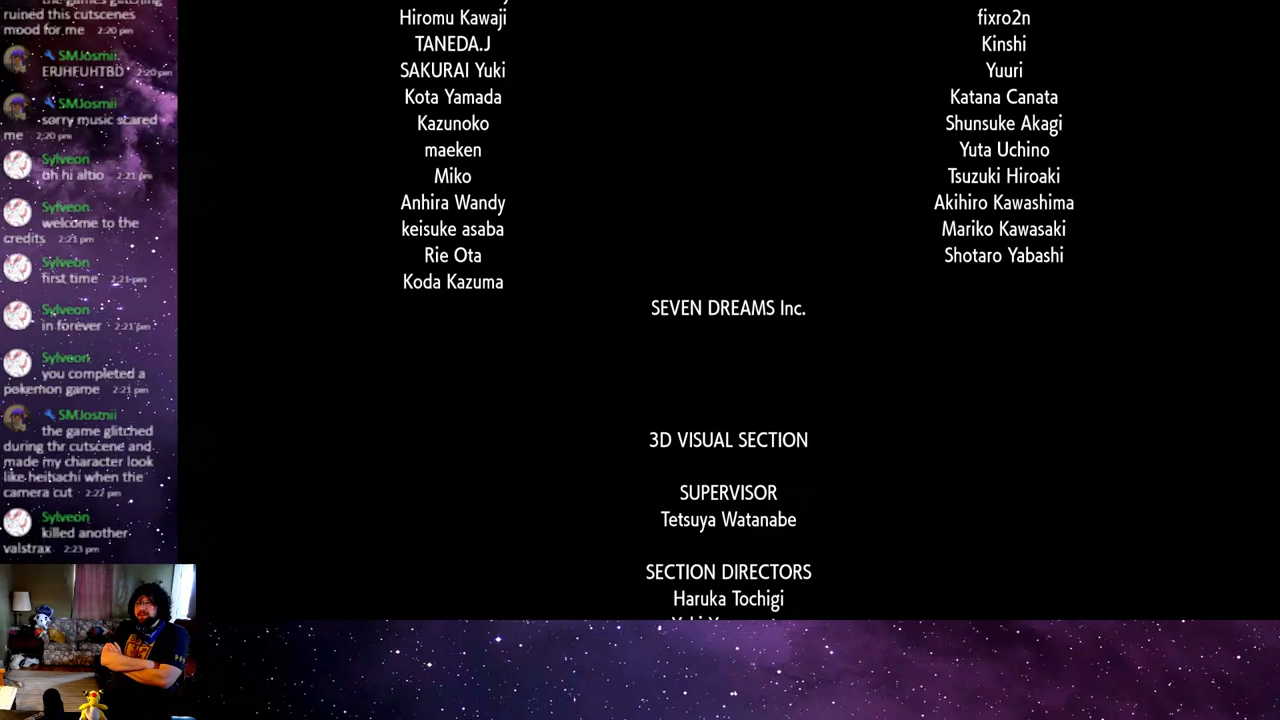 ruined this cutscenes
mood for me 2:20 pm
SMJosmii
ERJHFUHTBD 2:20 pm
SMJosmii
sorry music scared
me 2:20 pm
Sylveon
oh hi altio 2:21 pm
Sylveon
welcome to the
credits 2:21 pm
Sylveon
first time 2:21 pm
Sylveon
in forever 2:21 pm
Sylveon
you completed a
pokemon game 2:21 pm
SMJosmii
the game glitched
during thr cutscene and
made my character look
like heihachi when the
camera cut 2:22 pm
Sylveon
killed another
valstrax 2:23 pm
Hiromu Kawaji
TANEDA.J
SAKURAI Yuki
Kota Yamada
Kazunoko
maeken
Miko
Anhira Wandy
keisuke asaba
Rie Ota
Koda Kazuma
fixro2n
Kinshi
Yuuri
Katana Canata
Shunsuke Akagi
Yuta Uchino
Tsuzuki Hiroaki
Akihiro Kawashima
Mariko Kawasaki
Shotaro Yabashi
SEVEN DREAMS Inc.
3D VISUAL SECTION
SUPERVISOR
Tetsuya Watanabe
SECTION DIRECTORS
Haruka Tochigi